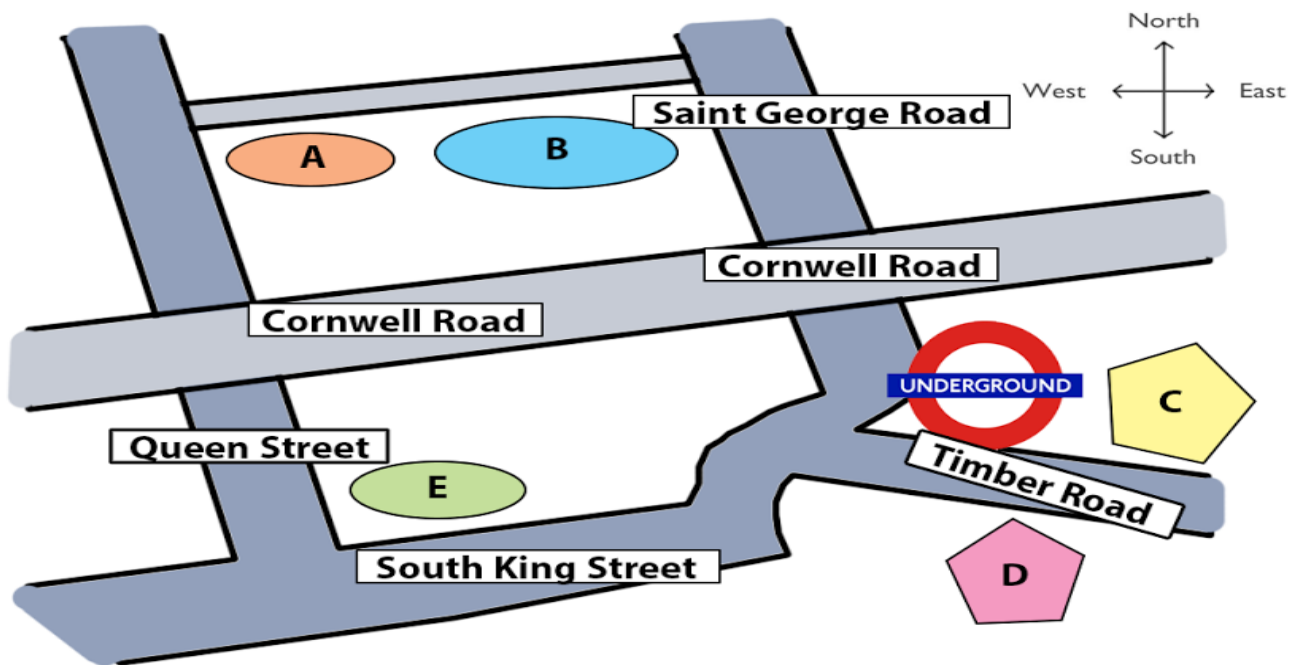 North
West
East
South
Saint George Road
A
B
Cornwell Road
Cornwell Road
UNDERGROUND
C
Queen Street
Timber Road
E
South King Street
D